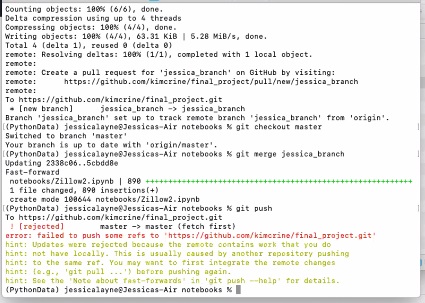 Counting objects: 100% (6/6), done.
Delta compression using up to 4 threads
Compressing objects: 100% (4/4), done.
Writing objects: 100% (4/4), 63.31 KiB | 5.28 MiB/s, done.
Total 4 (delta 1), reused 0 (delta 0)
remote: Resolving deltas: 100% (1/1), completed with 1 local object.
remote:
remote: Create a pull request for 'jessica_branch' on GitHub by visiting:
remote:      https://github.com/kimcrine/final_project/pull/new/jessica_branch
remote:
To https://github.com/kimcrine/final_project.git
 * [new branch]      jessica_branch -> jessica_branch
Branch 'jessica_branch' set up to track remote branch 'jessica_branch' from 'origin'.
(PythonData) jessicalayne@Jessicas-Air notebooks % git checkout master
Switched to branch 'master'
Your branch is up to date with 'origin/master'.
(PythonData) jessicalayne@Jessicas-Air notebooks % git merge jessica_branch
Updating 2338c06..5cbdd8e
Fast-forward
 notebooks/Zillow2.ipynb | 890 ++++++++++++++++++++++++++++++++++++++++++++++++++++
 1 file changed, 890 insertions(+)
 create mode 100644 notebooks/Zillow2.ipynb
(PythonData) jessicalayne@Jessicas-Air notebooks % git push
To https://github.com/kimcrine/final_project.git
 ! [rejected]        master -> master (fetch first)
error: failed to push some refs to 'https://github.com/kimcrine/final_project.git'
hint: Updates were rejected because the remote contains work that you do
hint: not have locally. This is usually caused by another repository pushing
hint: to the same ref. You may want to first integrate the remote changes
hint: (e.g., 'git pull ...') before pushing again.
hint: See the 'Note about fast-forwards' in 'git push --help' for details.
(PythonData) jessicalayne@Jessicas-Air notebooks %